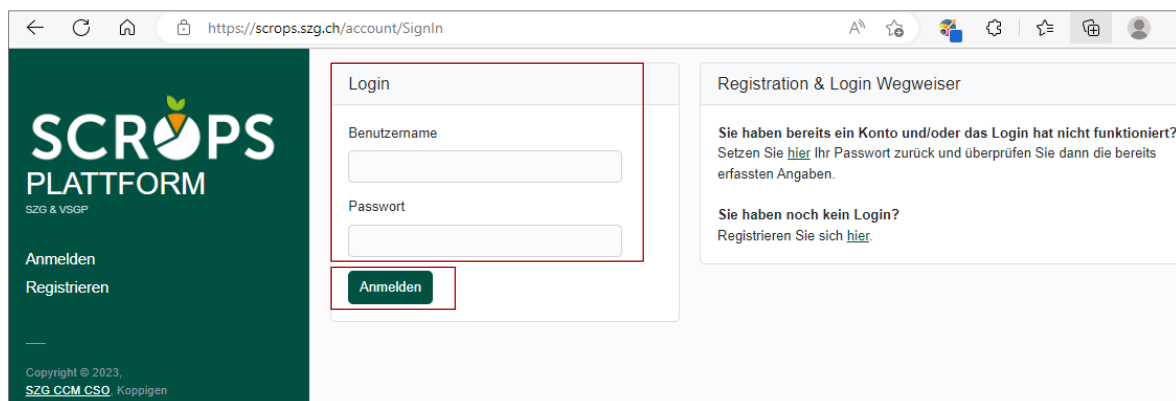 https://scrops.szg.ch/account/SignIn
SCROPS
PLATTFORM
SZG & VSGP
Anmelden
Registrieren
Copyright © 2023,
SZG CCM CSO, Koppigen
Login
Benutzername
Passwort
Anmelden
Registration & Login Wegweiser
Sie haben bereits ein Konto und/oder das Login hat nicht funktioniert?
Setzen Sie hier Ihr Passwort zurück und überprüfen Sie dann die bereits
erfassten Angaben.
Sie haben noch kein Login?
Registrieren Sie sich hier.